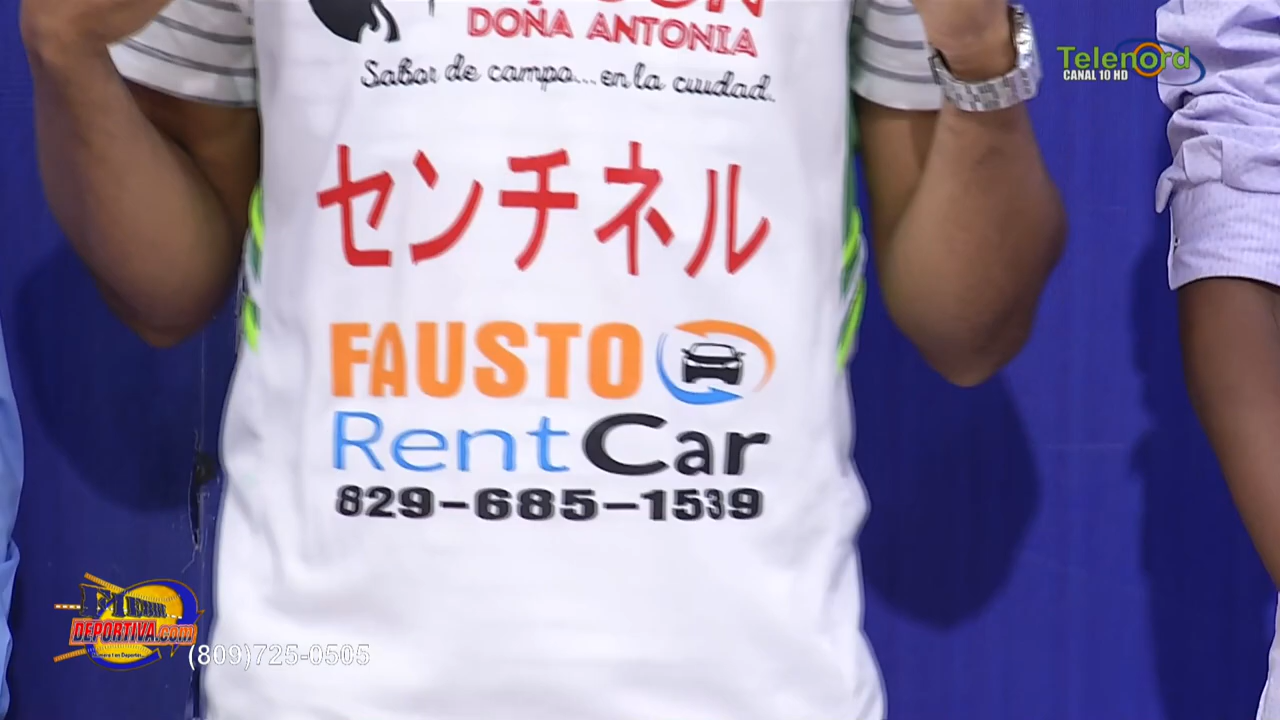 DOÑA ANTONIA
Sabor de campo...en la cuidad.
センチネル
FAUSTO
RentCar
829-685-1539
Telenord
CANAL 10 HD
DEPORTIVA.com
(809)725-0505